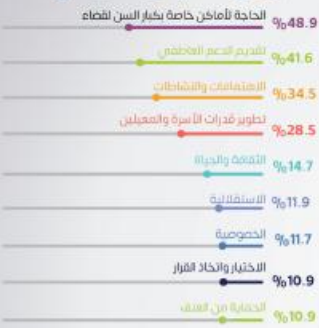 الحاجة لأماكن خاصة بكبار السن لقضاء
%48.9
تقديم الدعم العاطفي
%41.6
الاهتمامات والنشاطات
%34.5
تطوير قدرات الأسرة والمعيلين
%28.5
الثقافة والحياة
%14.7
الاستقلالية
%11.9
الخصوصية
%11.7
الاختيار واتخاذ القرار
%10.9
الحماية من العنف
%10.9